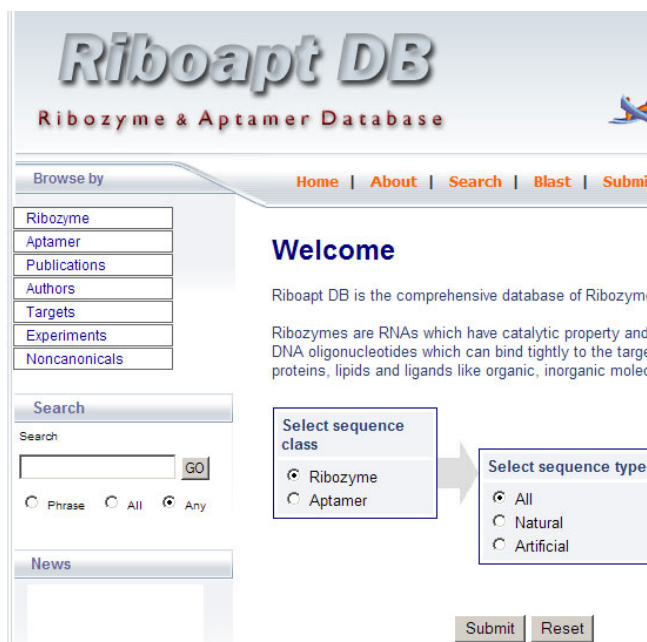 Riboapt DB
Ribozyme & Aptamer Database
Browse by
Home | About | Search | Blast | Submi
Ribozyme
Aptamer
Publications
Authors
Targets
Experiments
Noncanonicals
Welcome
Riboapt DB is the comprehensive database of Ribozym
Ribozymes are RNAs which have catalytic property and
DNA oligonucleotides which can bind tightly to the targe
proteins, lipids and ligands like organic, inorganic molec
Search
Search
GO
Phrase All Any
Select sequence
class
Ribozyme
Aptamer
Select sequence type
All
Natural
Artificial
News
Submit Reset